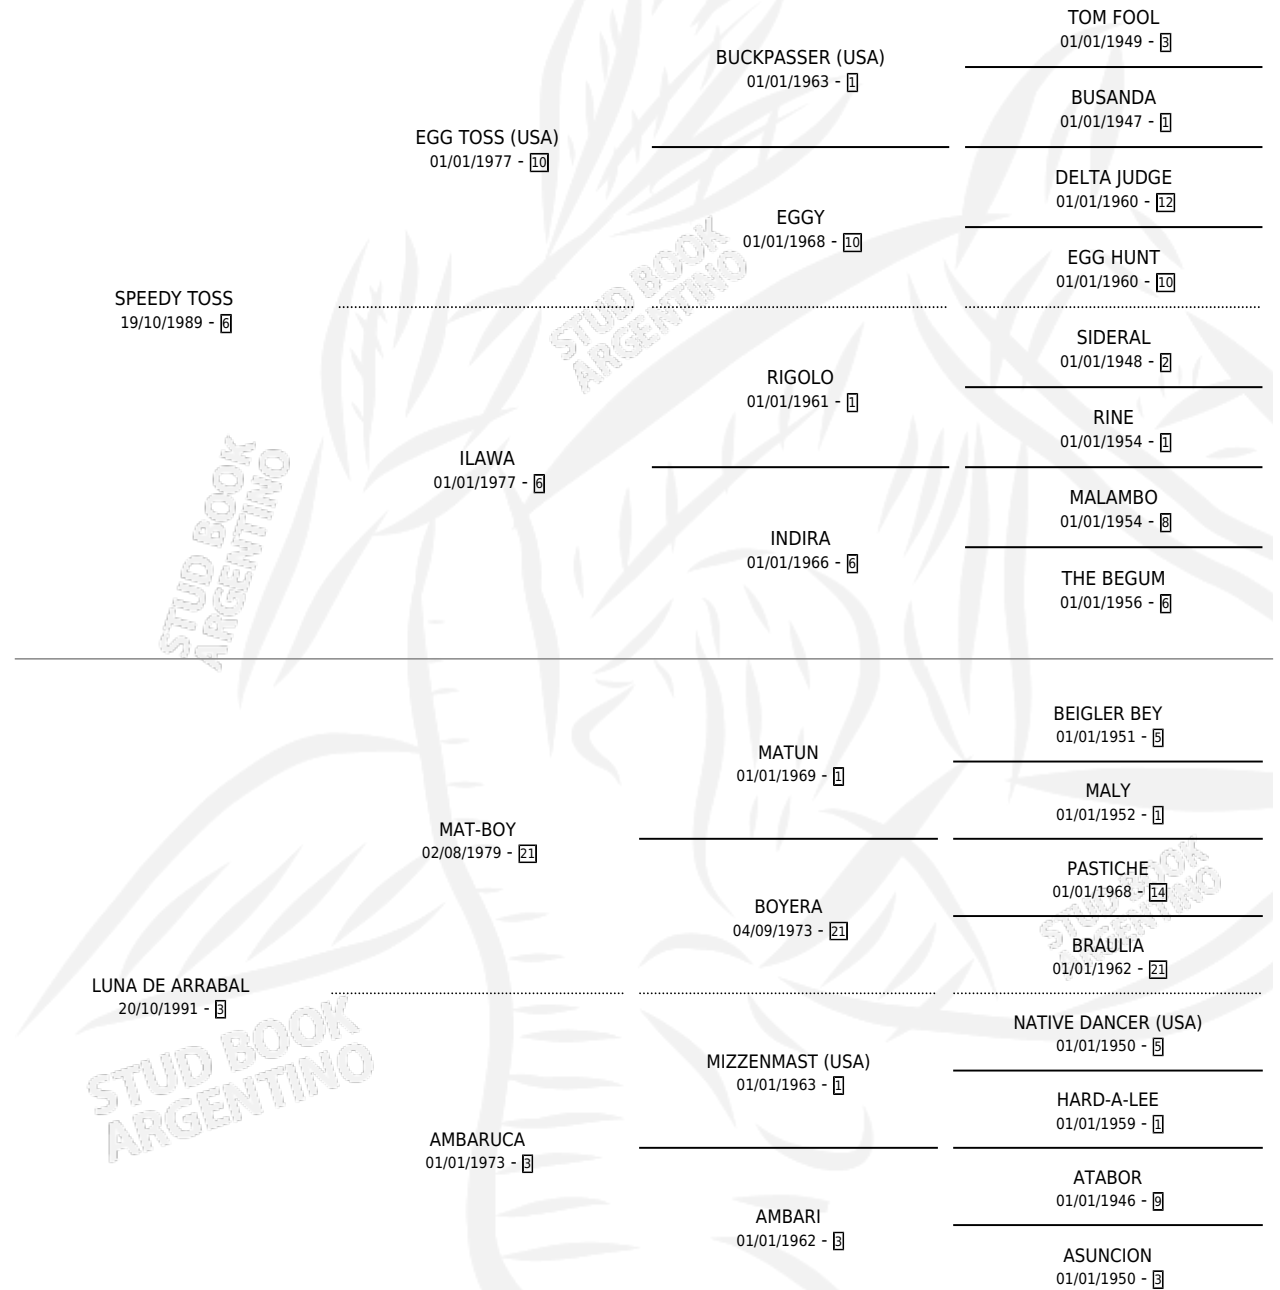 TOM FOOL
01/01/1949 - 3
BUCKPASSER (USA)
01/01/1963 - 1
BUSANDA
01/01/1947 - 1
EGG TOSS (USA)
01/01/1977 - 10
DELTA JUDGE
01/01/1960 - 12
EGGY
01/01/1968 - 10
EGG HUNT
01/01/1960 - 10
SPEEDY TOSS
19/10/1989 - 6
STUD BOOK
ARGENTINO
SIDERAL
01/01/1948 - 2
RIGOLO
01/01/1961 - 1
RINE
01/01/1954 - 1
ILAWA
01/01/1977 - 6
MALAMBO
01/01/1954 - 8
INDIRA
01/01/1966 - 6
THE BEGUM
01/01/1956 - 6
STUD BOOK
ARGENTINO
BEIGLER BEY
01/01/1951 - 5
MATUN
01/01/1969 - 1
MALY
01/01/1952 - 1
MAT-BOY
02/08/1979 - 21
PASTICHE
01/01/1968 - 14
BOYERA
04/09/1973 - 21
STUD BOOK
ARGENTINO
BRAULIA
01/01/1962 - 21
LUNA DE ARRABAL
20/10/1991 - 3
STUD BOOK
ARGENTINO
NATIVE DANCER (USA)
01/01/1950 - 5
MIZZENMAST (USA)
01/01/1963 - 1
HARD-A-LEE
01/01/1959 - 1
AMBARUCA
01/01/1973 - 3
ATABOR
01/01/1946 - 9
AMBARI
01/01/1962 - 3
ASUNCION
01/01/1950 - 3